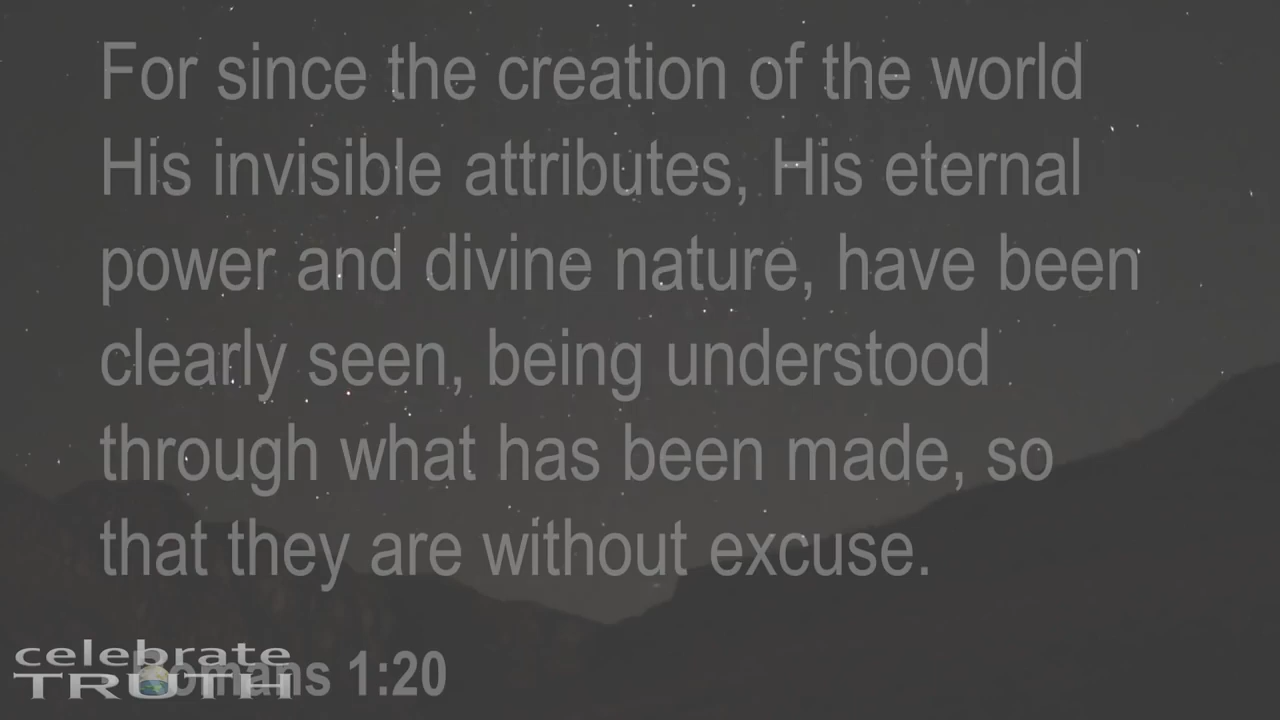 For since the creation of the world
His invisible attributes, His eternal
power and divine nature, have been
clearly seen, being understood
through what has been made, so
that they are without excuse.
celebrate
TRUTH
Romans 1:20